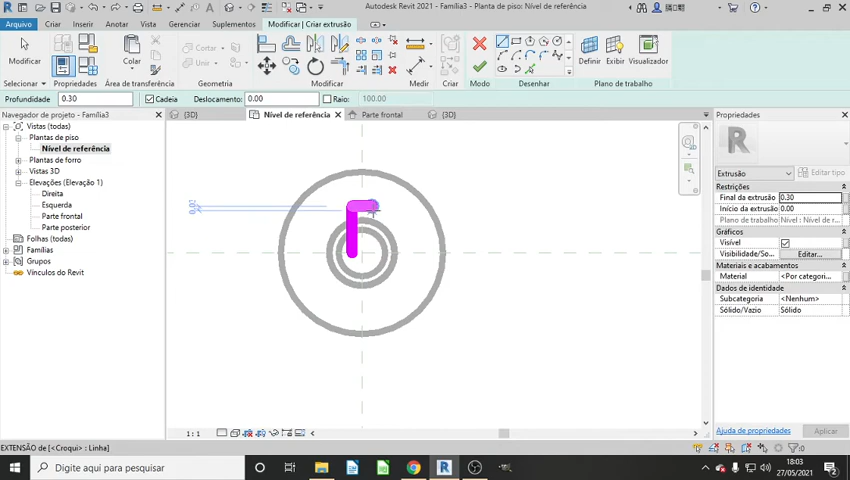 Autodesk Revit 2021 - Família3 - Planta de piso: Nível de referência
Arquivo Criar Inserir Anotar Vista Gerenciar Suplementos Modificar | Criar extrusão
Modificar
Colar
Cortar
Unir
Definir Exibir Visualizador
Selecionar Propriedades Área de transferência Geometria Modificar Medir Criar Modo Desenhar Plano de trabalho
Profundidade 0.30 Cadeia Deslocamento: 0.00 Raio: 100.00
Navegador de projeto - Família3
{3D} Nível de referência Parte frontal {3D}
Propriedades
Vistas (todas)
Plantas de piso
Nível de referência
Plantas de forro
Vistas 3D
Elevações (Elevação 1)
Direita
Esquerda
Parte frontal
Parte posterior
Folhas (todas)
Famílias
Grupos
Vínculos do Revit
Extrusão Editar tipo
Restrições
Final da extrusão 0.30
Início da extrusão 0.00
Plano de trabalho Nível : Nível de r
Gráficos
Visível
Visibilidade/So... Editar...
Materiais e acabamentos
Material <Por categori...
Dados de identidade
Subcategoria <Nenhum>
Sólido/Vazio Sólido
1 : 1
Ajuda de propriedades Aplicar
EXTENSÃO de [<Croqui> : Linha]
:0
Digite aqui para pesquisar
18:03
27/05/2021